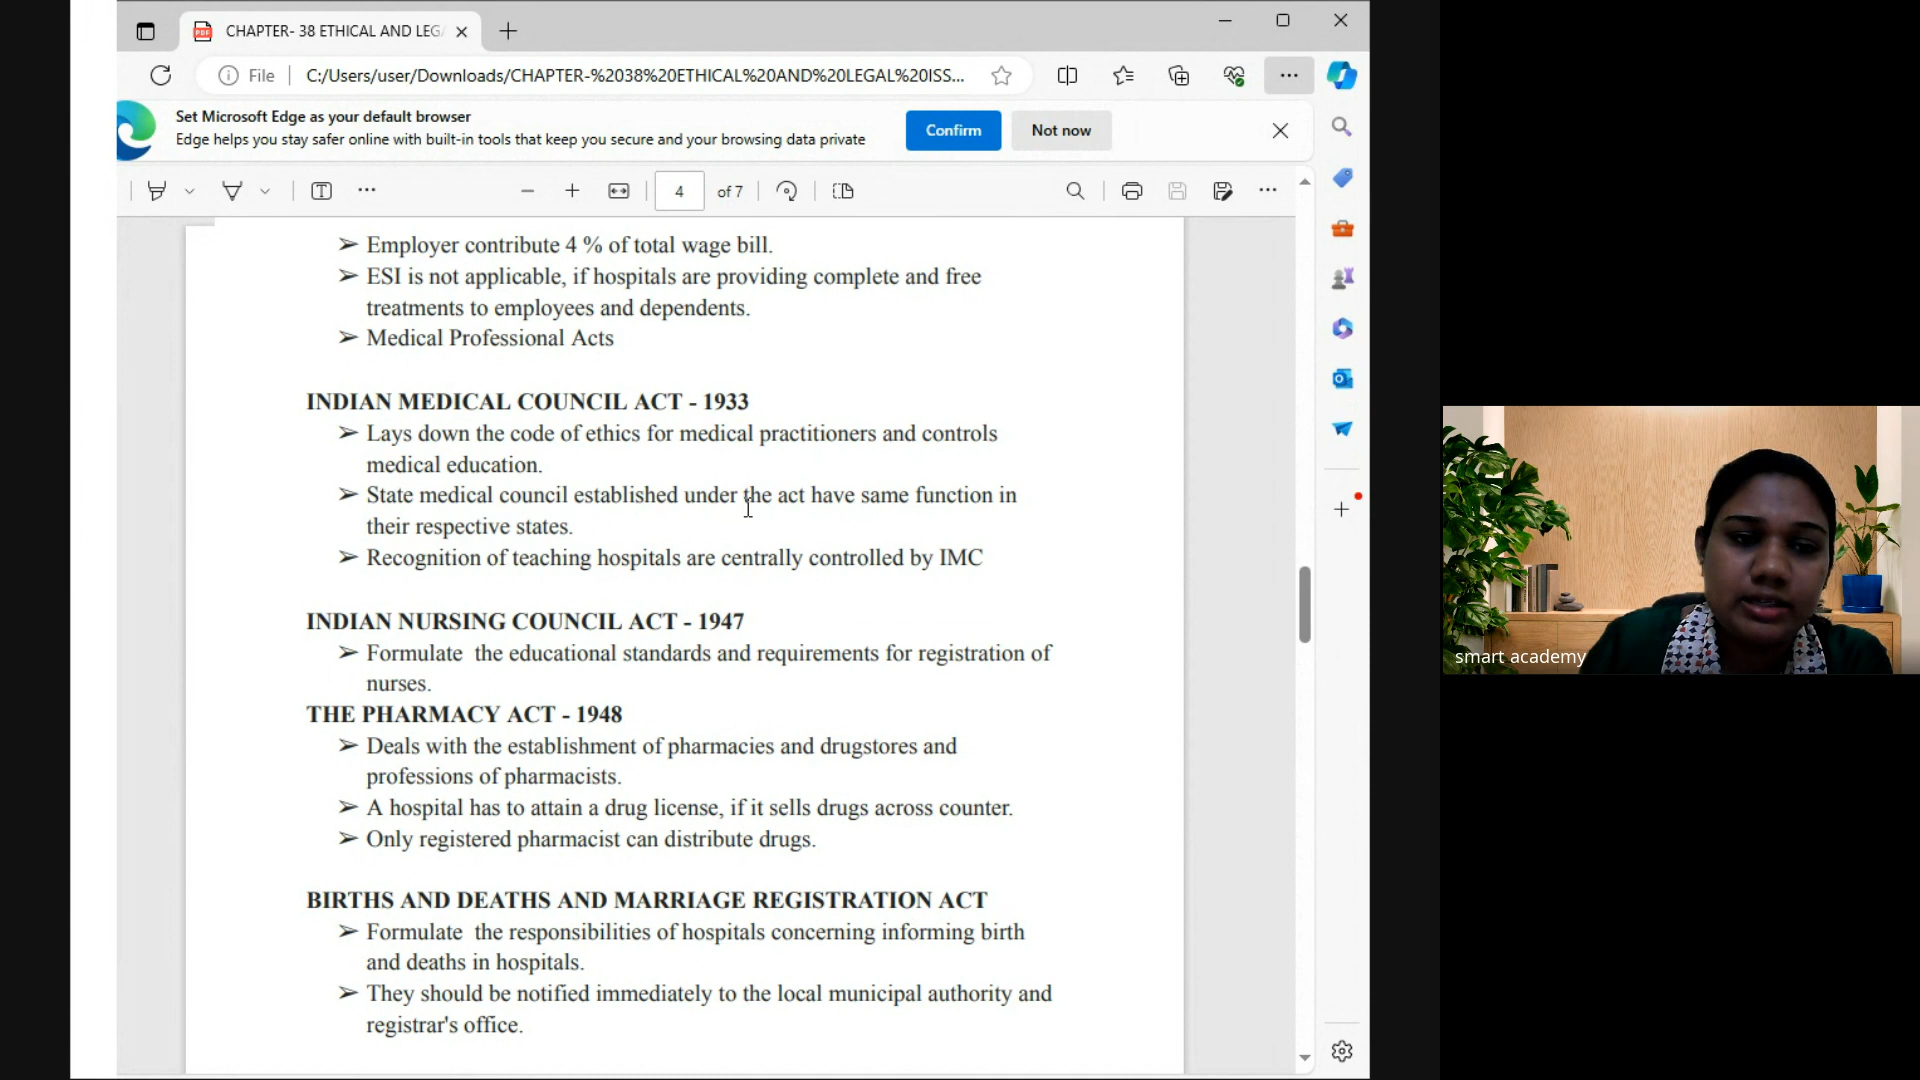 CHAPTER- 38 ETHICAL AND LEG
File
C:/Users/user/Downloads/CHAPTER-%2038%20ETHICAL%20AND%20LEGAL%20ISS...
Set Microsoft Edge as your default browser
Edge helps you stay safer online with built-in tools that keep you secure and your browsing data private
Confirm
Not now
4 of 7
➢ Employer contribute 4 % of total wage bill.
➢ ESI is not applicable, if hospitals are providing complete and free
treatments to employees and dependents.
➢ Medical Professional Acts
INDIAN MEDICAL COUNCIL ACT - 1933
➢ Lays down the code of ethics for medical practitioners and controls
medical education.
➢ State medical council established under the act have same function in
their respective states.
➢ Recognition of teaching hospitals are centrally controlled by IMC
INDIAN NURSING COUNCIL ACT - 1947
➢ Formulate  the educational standards and requirements for registration of
nurses.
THE PHARMACY ACT - 1948
➢ Deals with the establishment of pharmacies and drugstores and
professions of pharmacists.
➢ A hospital has to attain a drug license, if it sells drugs across counter.
➢ Only registered pharmacist can distribute drugs.
BIRTHS AND DEATHS AND MARRIAGE REGISTRATION ACT
➢ Formulate  the responsibilities of hospitals concerning informing birth
and deaths in hospitals.
➢ They should be notified immediately to the local municipal authority and
registrar's office.
smart academy